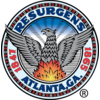 RESURGENS
1847
1865
ATLANTA, GA.
®